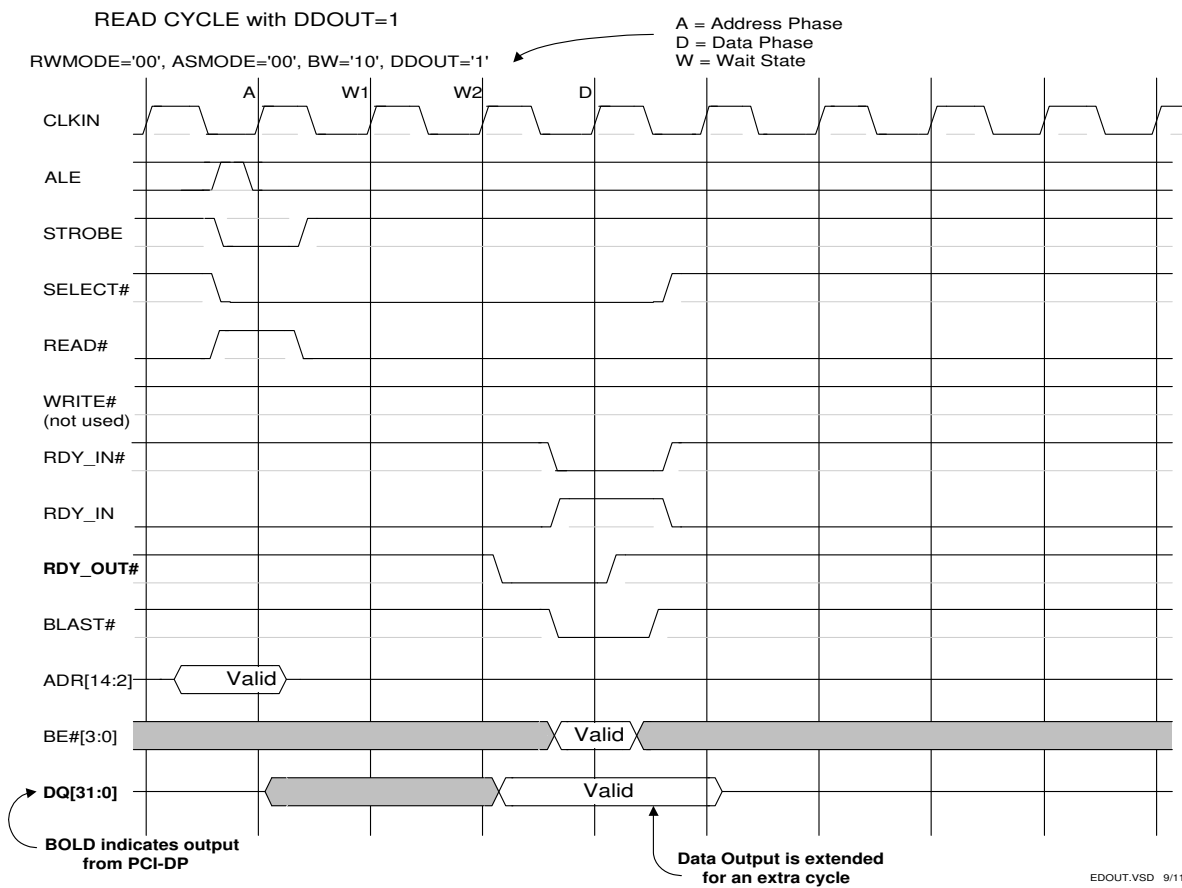 READ CYCLE with DDOUT=1
A = Address Phase
D = Data Phase
W = Wait State
RWMODE='00', ASMODE='00', BW='10', DDOUT='1'
A W1 W2 D
CLKIN
ALE
STROBE
SELECT#
READ#
WRITE#
(not used)
RDY_IN#
RDY_IN
RDY_OUT#
BLAST#
ADR[14:2] Valid
BE#[3:0] Valid
DQ[31:0] Valid
BOLD indicates output
from PCI-DP
Data Output is extended
for an extra cycle
EDOUT.VSD 9/11